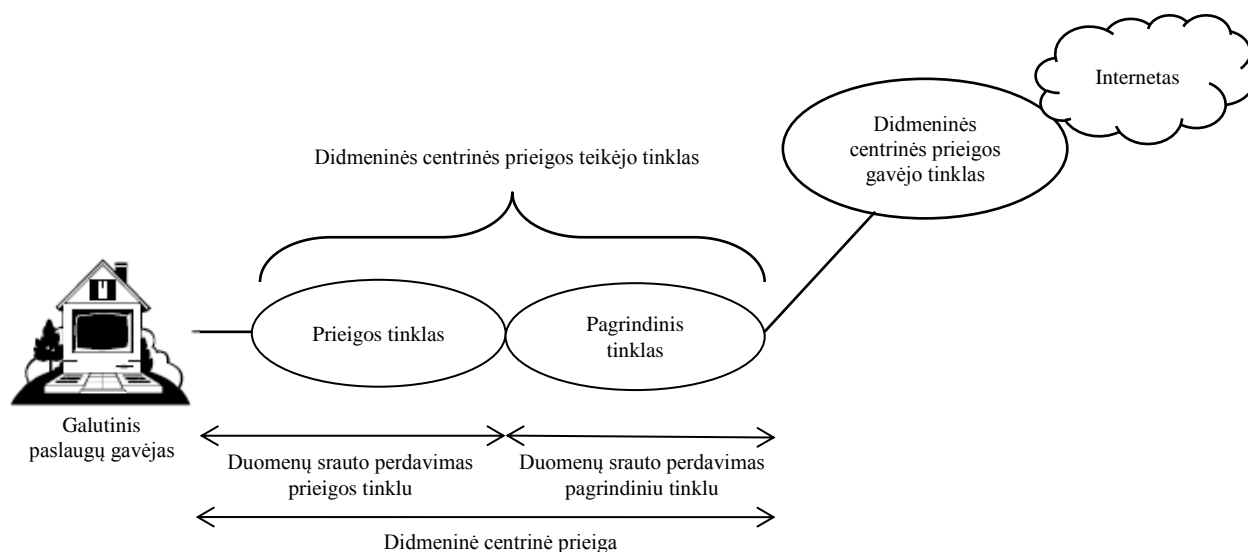 Internetas
Didmeninės
centrinės prieigos
gavėjo tinklas
Didmeninės centrinės prieigos teikėjo tinklas
Prieigos tinklas
Pagrindinis
tinklas
Galutinis
paslaugų gavėjas
Duomenų srauto perdavimas
prieigos tinklu
Duomenų srauto perdavimas
pagrindiniu tinklu
Didmeninė centrinė prieiga